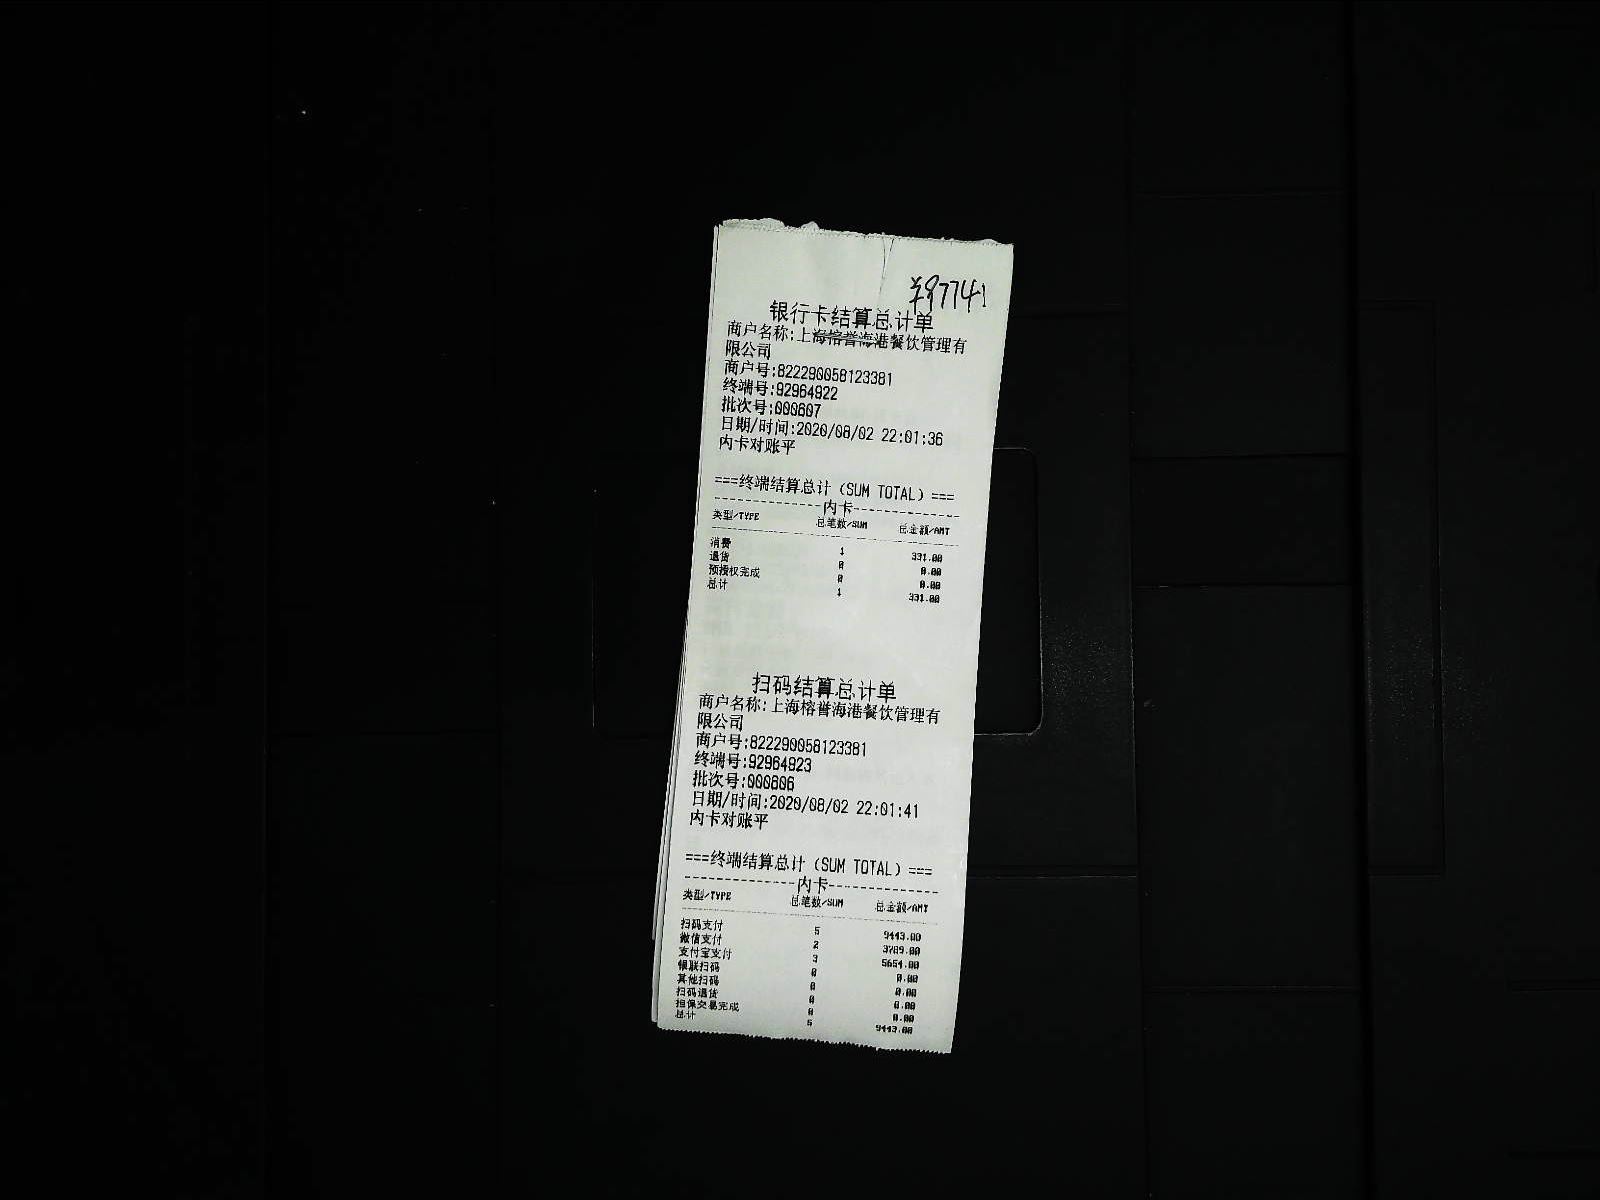 ¥97741
银行卡结算总计单
商户名称:上海榕誉海港餐饮管理有
限公司
商户号:822290058123381
终端号:92964922
批次号:000807
日期/时间:2020/08/02 22:01:36
内卡对账平
===终端结算总计（SUM TOTAL）===
----------------内卡----------------
类型/TYPE 总笔数/SUM 总金额/AMT
消费 1 331.00
退货 0 0.00
预授权完成 0 0.00
总计 1 331.00
扫码结算总计单
商户名称:上海榕誉海港餐饮管理有
限公司
商户号:822290058123381
终端号:92964923
批次号:000806
日期/时间:2020/08/02 22:01:41
内卡对账平
===终端结算总计（SUM TOTAL）===
----------------内卡----------------
类型/TYPE 总笔数/SUM 总金额/AMT
扫码支付 5 9443.00
微信支付 2 3789.00
支付宝支付 3 5654.00
银联扫码 0 0.00
其他扫码 0 0.00
扫码退货 0 0.00
担保交易完成 0 0.00
总计 5 9443.00